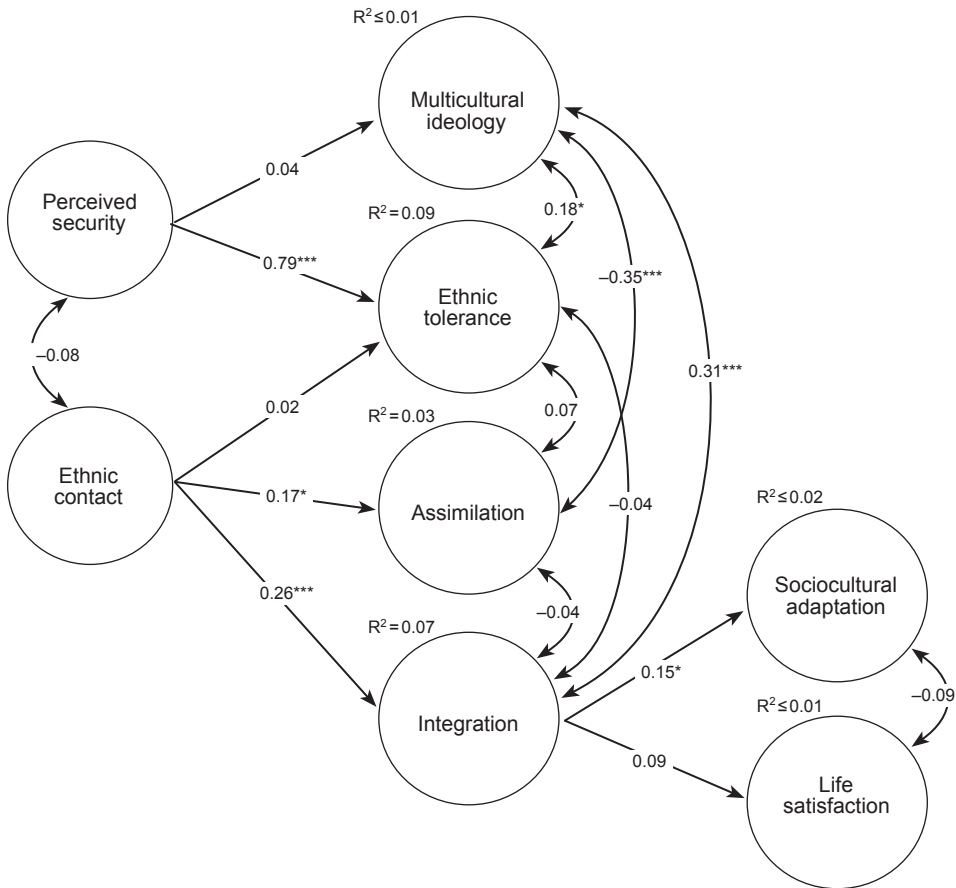 R²≤0.01
Multicultural
ideology
Perceived
security
0.04
0.18*
R²=0.09
0.79***
Ethnic
tolerance
–0.35***
–0.08
0.31***
0.02
0.07
R²=0.03
Ethnic
contact
0.17*
Assimilation
–0.04
R²≤0.02
0.26***
–0.04
Sociocultural
adaptation
R²=0.07
0.15*
–0.09
Integration
R²≤0.01
0.09
Life
satisfaction